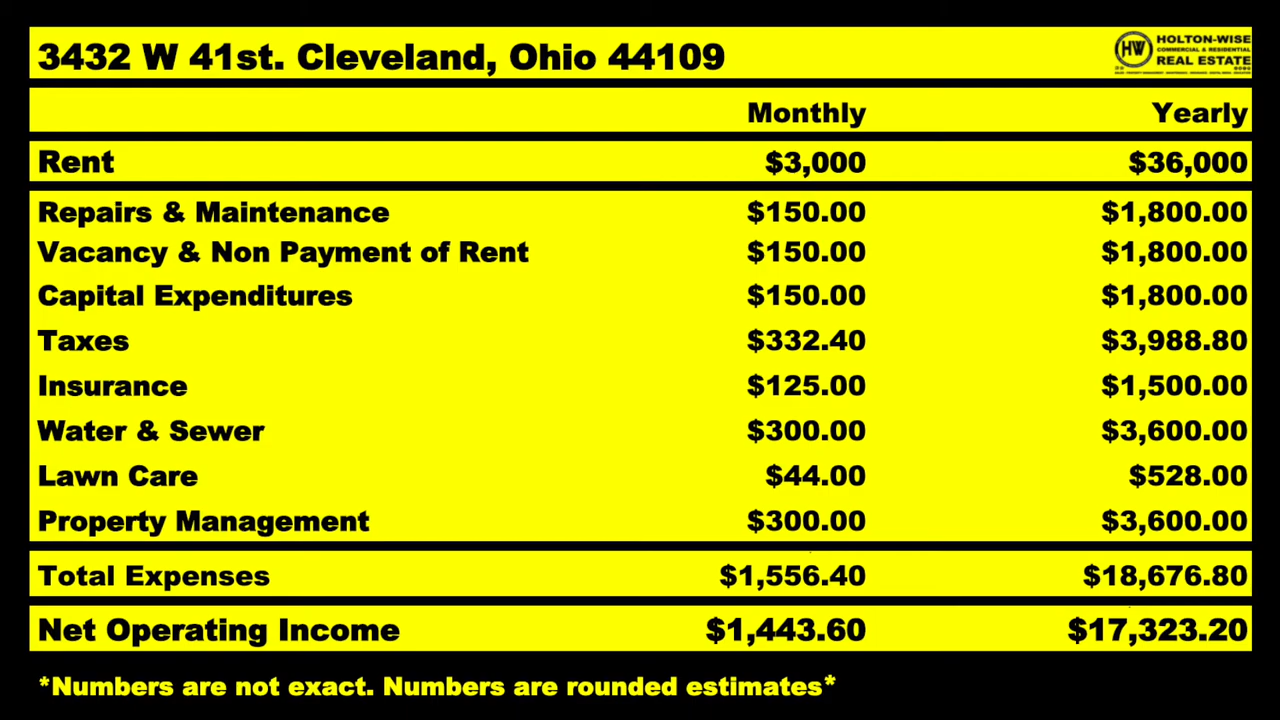 3432 W 41st. Cleveland, Ohio 44109
HW
HOLTON-WISE
COMMERCIAL & RESIDENTIAL
REAL ESTATE
Monthly Yearly
Rent $3,000 $36,000
Repairs & Maintenance $150.00 $1,800.00
Vacancy & Non Payment of Rent $150.00 $1,800.00
Capital Expenditures $150.00 $1,800.00
Taxes $332.40 $3,988.80
Insurance $125.00 $1,500.00
Water & Sewer $300.00 $3,600.00
Lawn Care $44.00 $528.00
Property Management $300.00 $3,600.00
Total Expenses $1,556.40 $18,676.80
Net Operating Income $1,443.60 $17,323.20
*Numbers are not exact. Numbers are rounded estimates*